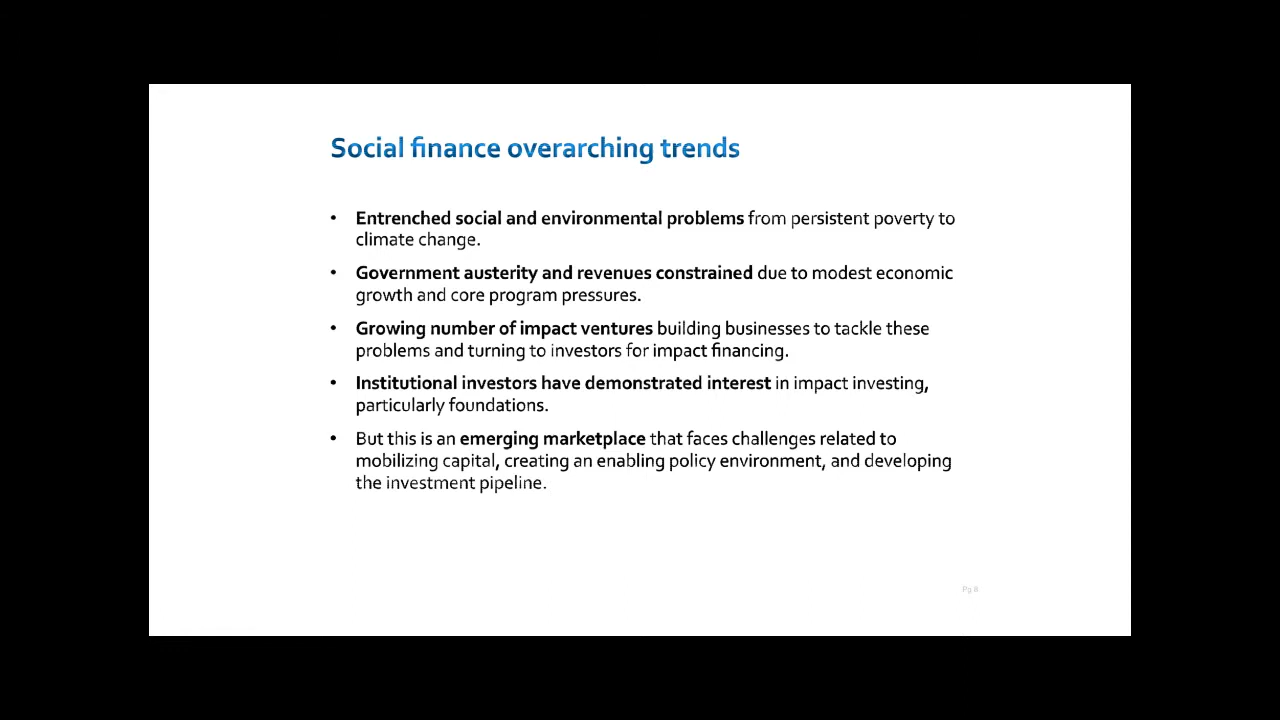 Social finance overarching trends
• Entrenched social and environmental problems from persistent poverty to
climate change.
• Government austerity and revenues constrained due to modest economic
growth and core program pressures.
• Growing number of impact ventures building businesses to tackle these
problems and turning to investors for impact financing.
• Institutional investors have demonstrated interest in impact investing,
particularly foundations.
• But this is an emerging marketplace that faces challenges related to
mobilizing capital, creating an enabling policy environment, and developing
the investment pipeline.
Pg 8